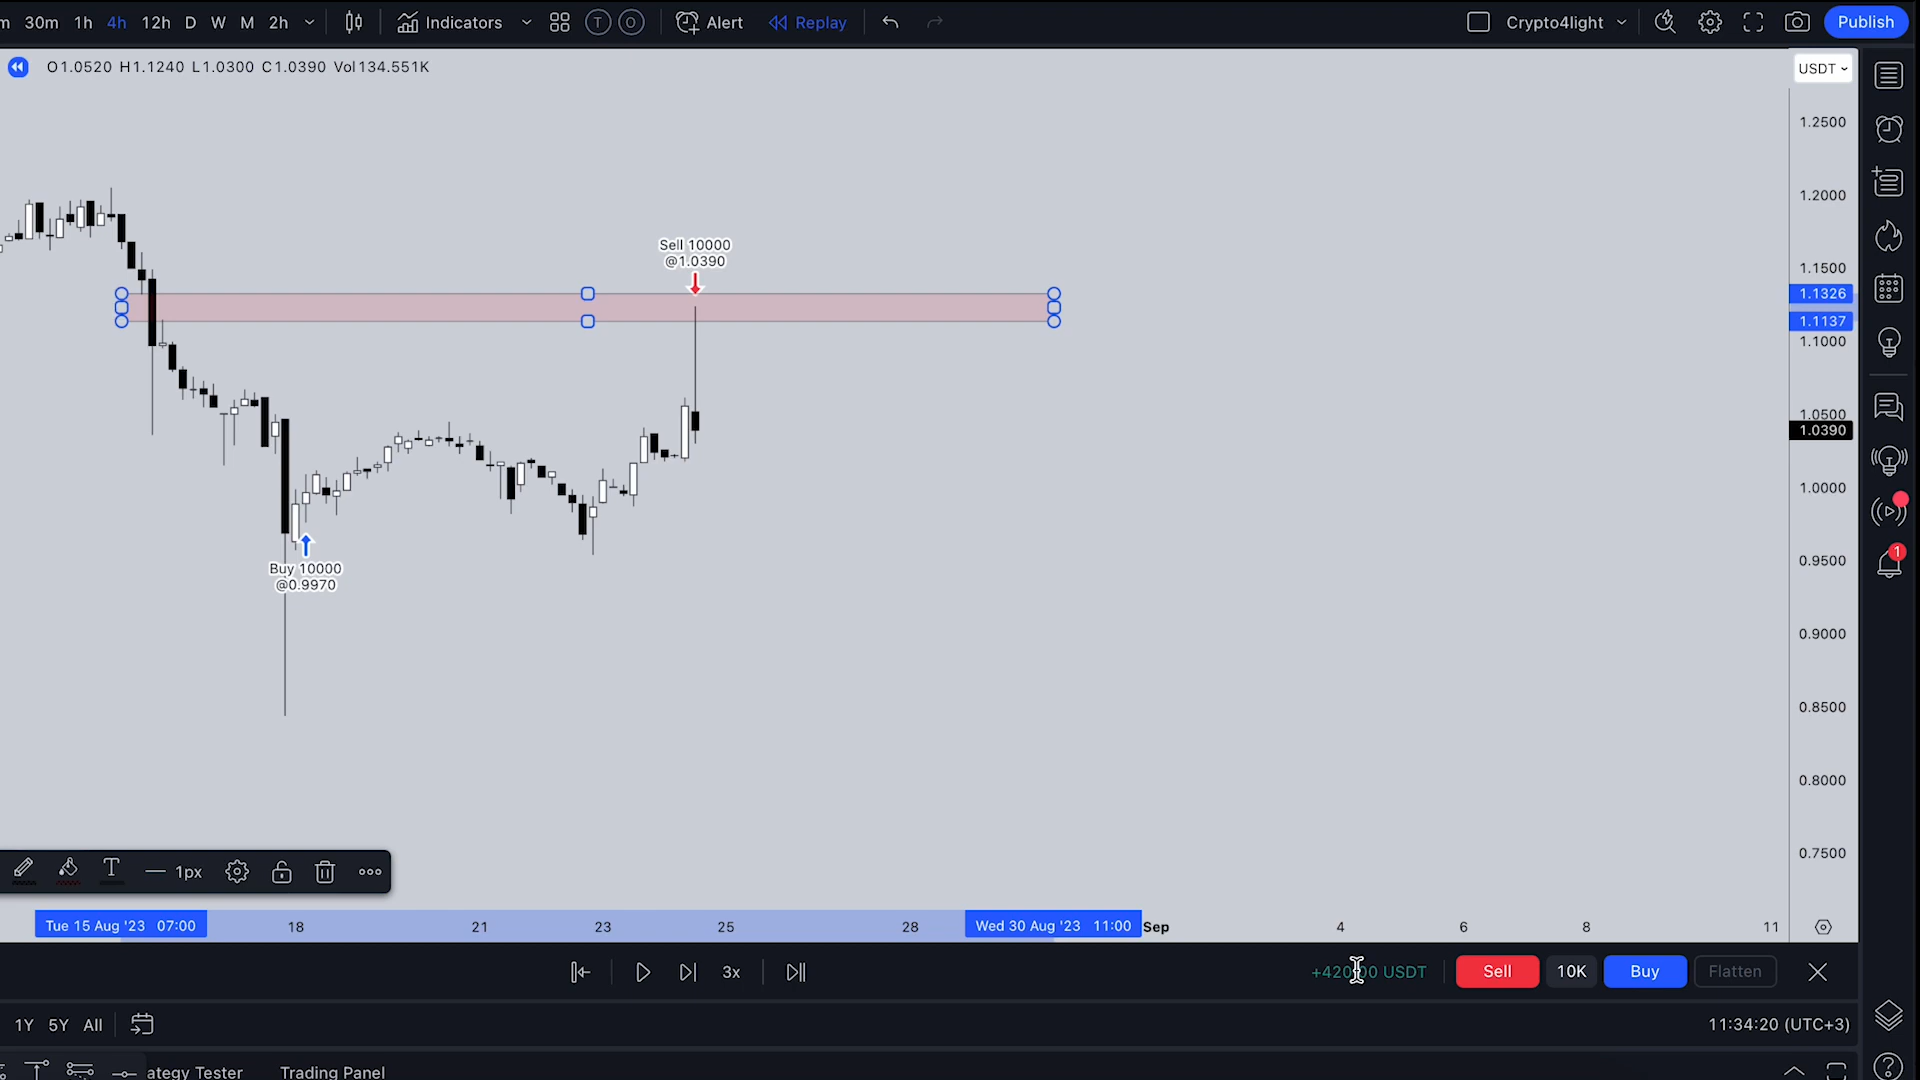 m 30m 1h 4h 12h D W M 2h Indicators T O Alert Replay Crypto4light Publish
O1.0520 H1.1240 L1.0300 C1.0390 Vol134.551K
USDT
1.2500
1.2000
Sell 10000
@1.0390
1.1500
1.1326
1.1137
1.1000
1.0500
1.0390
1.0000
0.9500
Buy 10000
@0.9970
1
0.9000
0.8500
0.8000
0.7500
T 1px
Tue 15 Aug '23 07:00 18 21 23 25 28 Wed 30 Aug '23 11:00 Sep 4 6 8 11
3x +420.00 USDT Sell 10K Buy Flatten
1Y 5Y All 11:34:20 (UTC+3)
ategy Tester Trading Panel